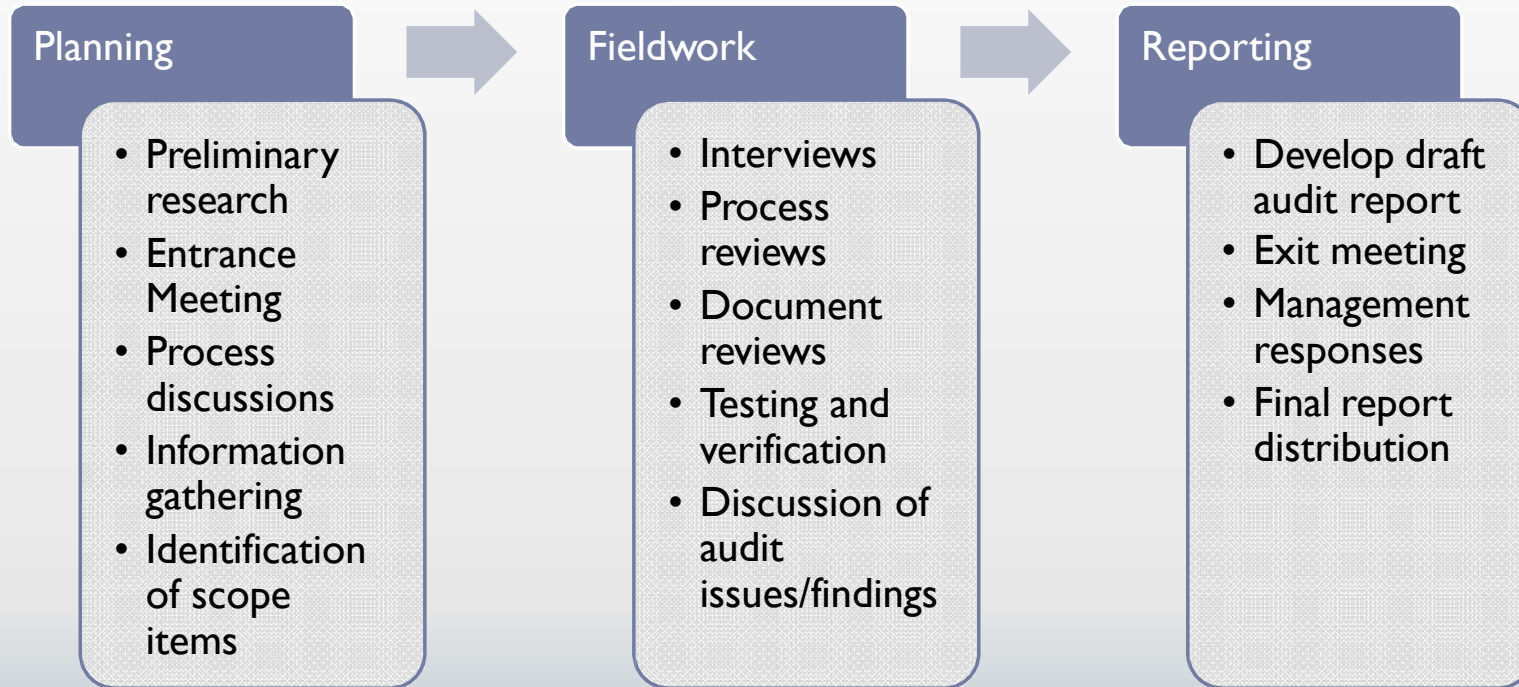 Planning
• Preliminary
research
• Entrance
Meeting
• Process
discussions
• Information
gathering
• Identification
of scope
items
Fieldwork
• Interviews
• Process
reviews
• Document
reviews
• Testing and
verification
• Discussion of
audit
issues/findings
Reporting
• Develop draft
audit report
• Exit meeting
• Management
responses
• Final report
distribution